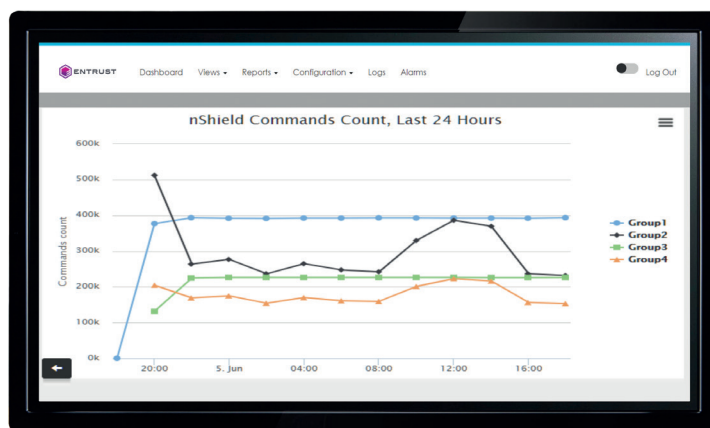 ENTRUST Dashboard Views Reports Configuration Logs Alarms Log Out
nShield Commands Count, Last 24 Hours
600k
500k
400k
300k
200k
100k
0k
Commands count
20:00 5. Jun 04:00 08:00 12:00 16:00
Group1
Group2
Group3
Group4